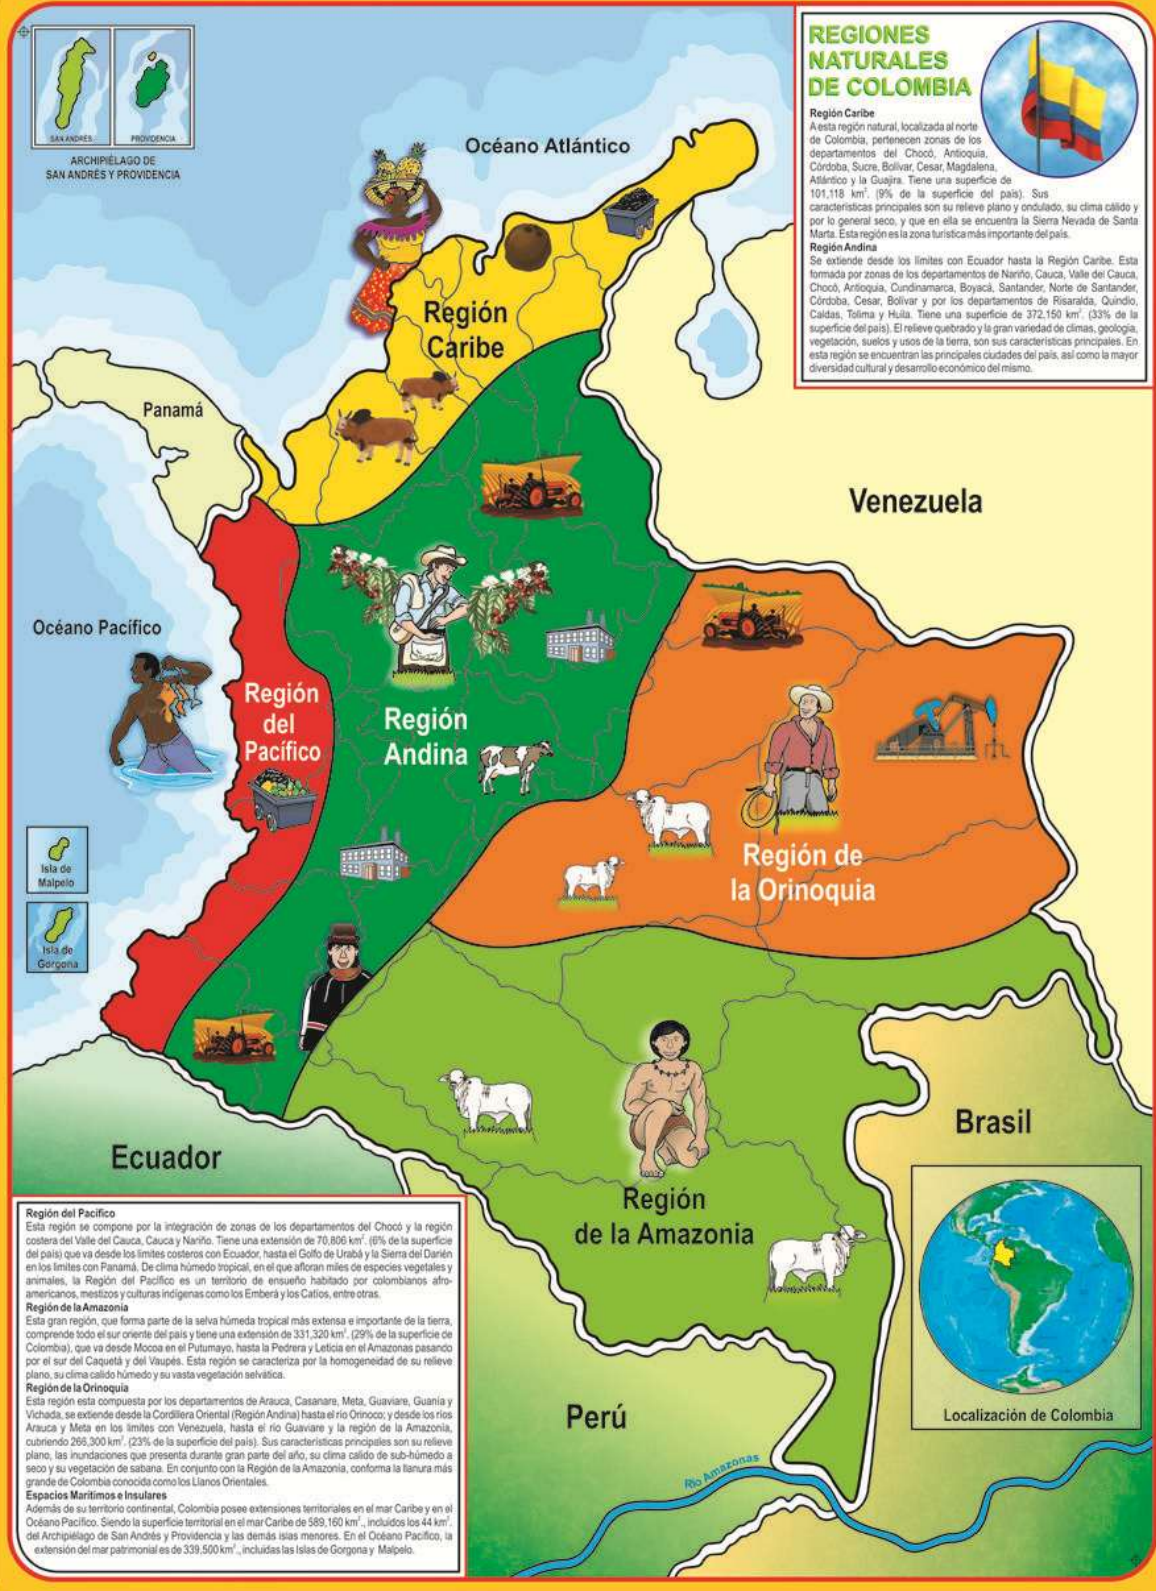 SAN ANDRÉS
PROVIDENCIA
ARCHIPIÉLAGO DE
SAN ANDRÉS Y PROVIDENCIA
Océano Atlántico
REGIONES
NATURALES
DE COLOMBIA
Región Caribe
A esta región natural, localizada al norte
de Colombia, pertenecen zonas de los
departamentos del Chocó, Antioquia,
Córdoba, Sucre, Bolívar, Cesar, Magdalena,
Atlántico y la Guajira. Tiene una superficie de
101,118 km². (9% de la superficie del país). Sus
características principales son su relieve plano y ondulado, su clima cálido y
por lo general seco, y que en ella se encuentra la Sierra Nevada de Santa
Marta. Esta región es la zona turística más importante del país.
Región Andina
Se extiende desde los límites con Ecuador hasta la Región Caribe. Esta
formada por zonas de los departamentos de Nariño, Cauca, Valle del Cauca,
Chocó, Antioquia, Cundinamarca, Boyacá, Santander, Norte de Santander,
Córdoba, Cesar, Bolívar y por los departamentos de Risaralda, Quindío,
Caldas, Tolima y Huila. Tiene una superficie de 372,150 km². (33% de la
superficie del país). El relieve quebrado y la gran variedad de climas, geología,
vegetación, suelos y usos de la tierra, son sus características principales. En
esta región se encuentran las principales ciudades del país, así como la mayor
diversidad cultural y desarrollo económico del mismo.
Región
Caribe
Panamá
Venezuela
Océano Pacífico
Región
del
Pacífico
Región
Andina
Isla de
Malpelo
Isla de
Gorgona
Región de
la Orinoquia
Ecuador
Brasil
Región
de la Amazonia
Perú
Río Amazonas
Localización de Colombia
Región del Pacífico
Esta región se compone por la integración de zonas de los departamentos del Chocó y la región
costera del Valle del Cauca, Cauca y Nariño. Tiene una extensión de 70,806 km². (6% de la superficie
del país) que va desde los límites costeros con Ecuador, hasta el Golfo de Urabá y la Sierra del Darién
en los límites con Panamá. De clima húmedo tropical, en el que afloran miles de especies vegetales y
animales, la Región del Pacífico es un territorio de ensueño habitado por colombianos afro-
americanos, mestizos y culturas indígenas como los Emberá y los Catíos, entre otras.
Región de la Amazonía
Esta gran región, que forma parte de la selva húmeda tropical más extensa e importante de la tierra,
comprende todo el sur oriente del país y tiene una extensión de 331,320 km². (29% de la superficie de
Colombia), que va desde Mocoa en el Putumayo, hasta la Pedrera y Leticia en el Amazonas pasando
por el sur del Caquetá y del Vaupés. Esta región se caracteriza por la homogeneidad de su relieve
plano, su clima calido húmedo y su vasta vegetación selvática.
Región de la Orinoquía
Esta región esta compuesta por los departamentos de Arauca, Casanare, Meta, Guaviare, Guanía y
Vichada, se extiende desde la Cordillera Oriental (Región Andina) hasta el río Orinoco; y desde los ríos
Arauca y Meta en los límites con Venezuela, hasta el río Guaviare y la región de la Amazonía,
cubriendo 266,300 km². (23% de la superficie del país). Sus características principales son su relieve
plano, las inundaciones que presenta durante gran parte del año, su clima calido de sub-húmedo a
seco y su vegetación de sabana. En conjunto con la Región de la Amazonía, conforma la llanura más
grande de Colombia conocida como los Llanos Orientales.
Espacios Marítimos e Insulares
Además de su territorio continental, Colombia posee extensiones territoriales en el mar Caribe y en el
Océano Pacífico. Siendo la superficie territorial en el mar Caribe de 589,160 km²., incluidos los 44 km².
del Archipiélago de San Andrés y Providencia y las demás islas menores. En el Océano Pacífico, la
extensión del mar patrimonial es de 339,500 km²., incluidas las Islas de Gorgona y Malpelo.